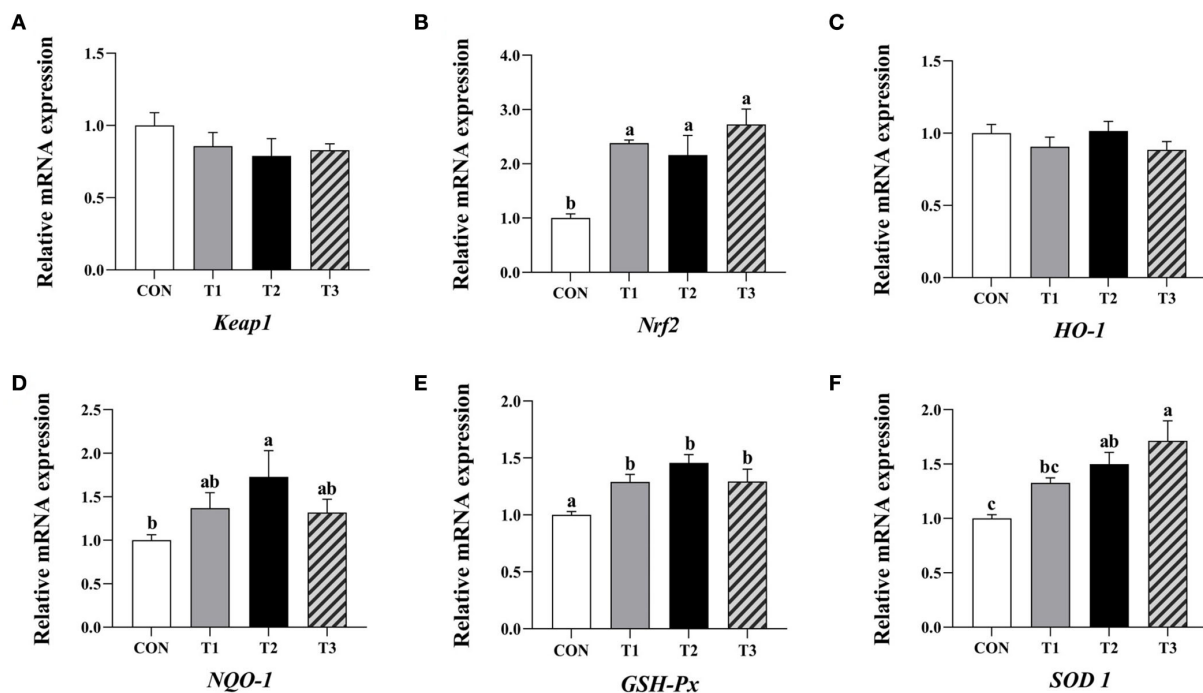 A
Relative mRNA expression
1.5
1.0
0.5
0.0
CON T1 T2 T3
Keap1
B
Relative mRNA expression
4.0
3.0
2.0
1.0
0.0
b a a a
CON T1 T2 T3
Nrf2
C
Relative mRNA expression
1.5
1.0
0.5
0.0
CON T1 T2 T3
HO-1
D
Relative mRNA expression
2.5
2.0
1.5
1.0
0.5
0.0
b ab a ab
CON T1 T2 T3
NQO-1
E
Relative mRNA expression
2.0
1.5
1.0
0.5
0.0
a b b b
CON T1 T2 T3
GSH-Px
F
Relative mRNA expression
2.0
1.5
1.0
0.5
0.0
c bc ab a
CON T1 T2 T3
SOD 1